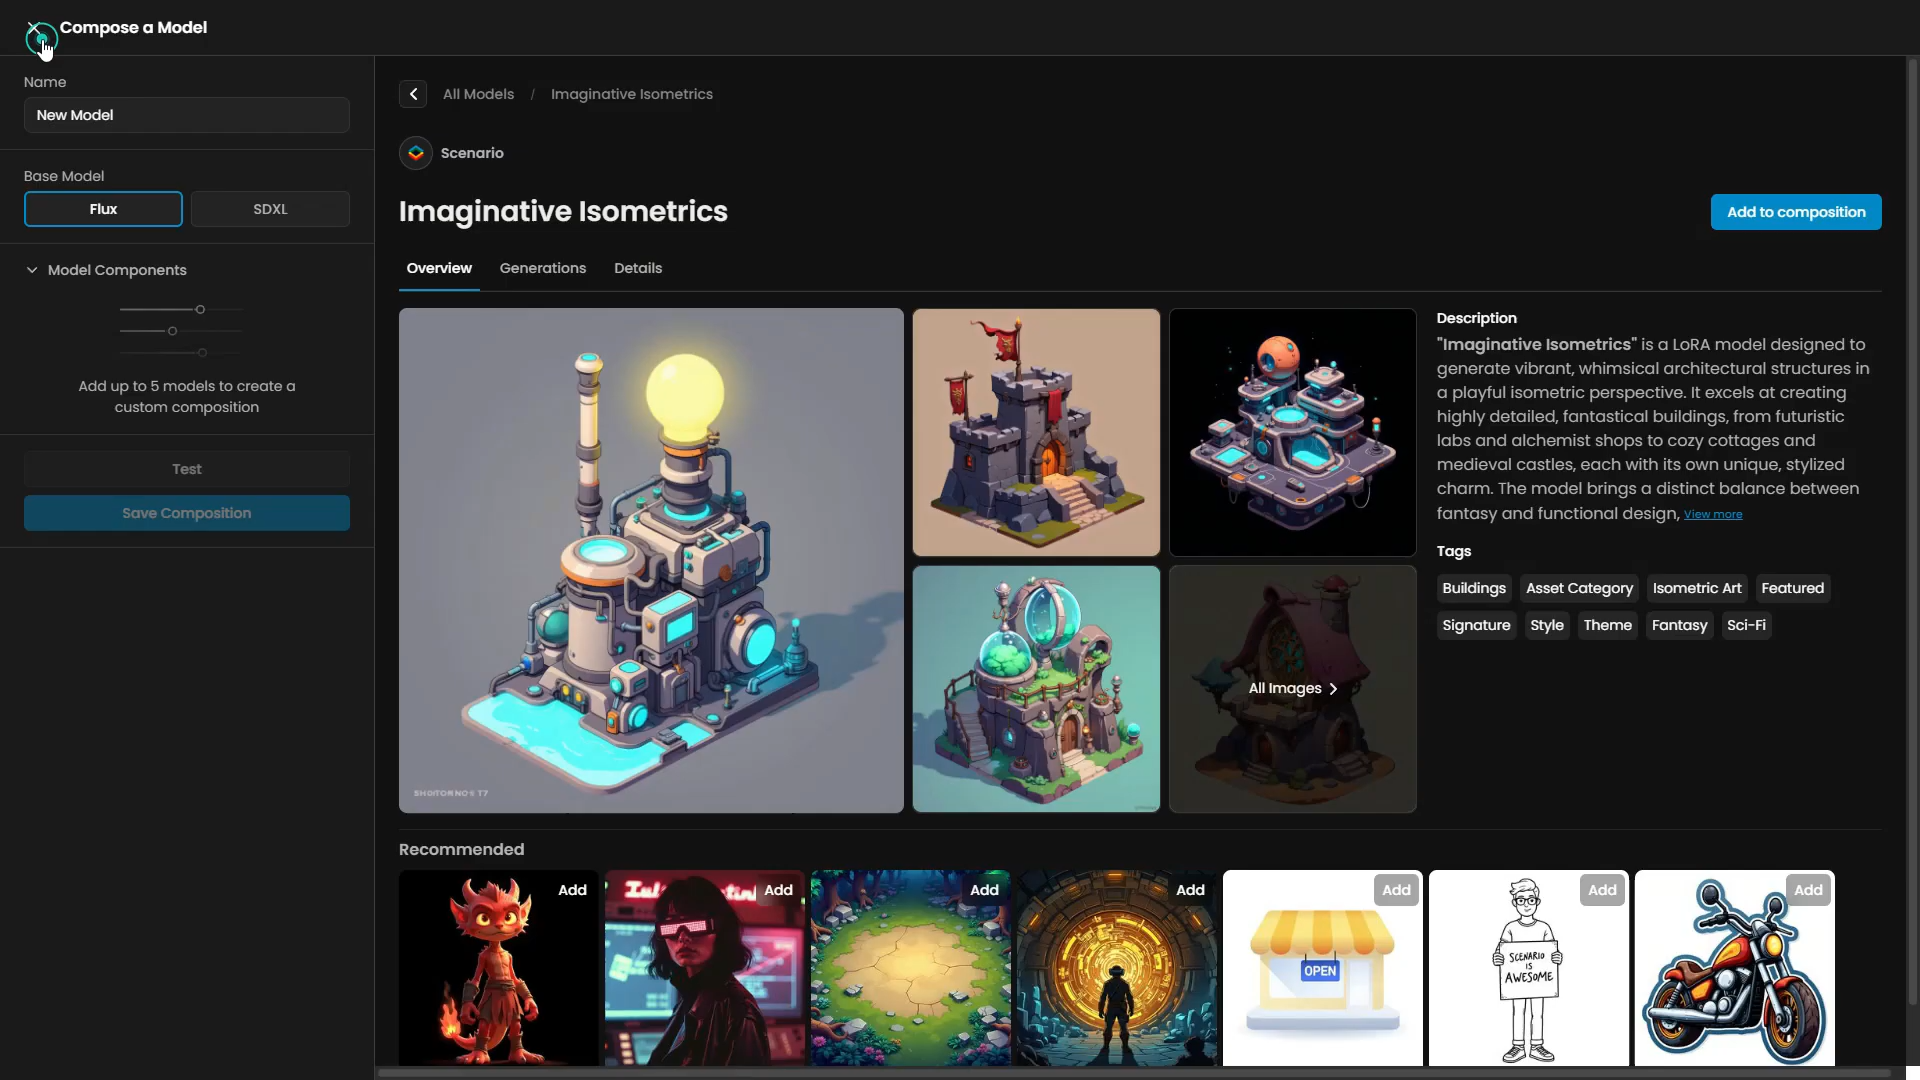 Compose a Model
Name
New Model
Base Model
Flux
SDXL
Model Components
Add up to 5 models to create a
custom composition
Test
Save Composition
All Models / Imaginative Isometrics
Scenario
Imaginative Isometrics
Add to composition
Overview
Generations
Details
All Images
Description
"Imaginative Isometrics" is a LoRA model designed to
generate vibrant, whimsical architectural structures in
a playful isometric perspective. It excels at creating
highly detailed, fantastical buildings, from futuristic
labs and alchemist shops to cozy cottages and
medieval castles, each with its own unique, stylized
charm. The model brings a distinct balance between
fantasy and functional design, View more
Tags
Buildings
Asset Category
Isometric Art
Featured
Signature
Style
Theme
Fantasy
Sci-Fi
Recommended
Add
Add
Add
Add
Add
OPEN
Add
SCENARIO
IS
AWESOME
Add